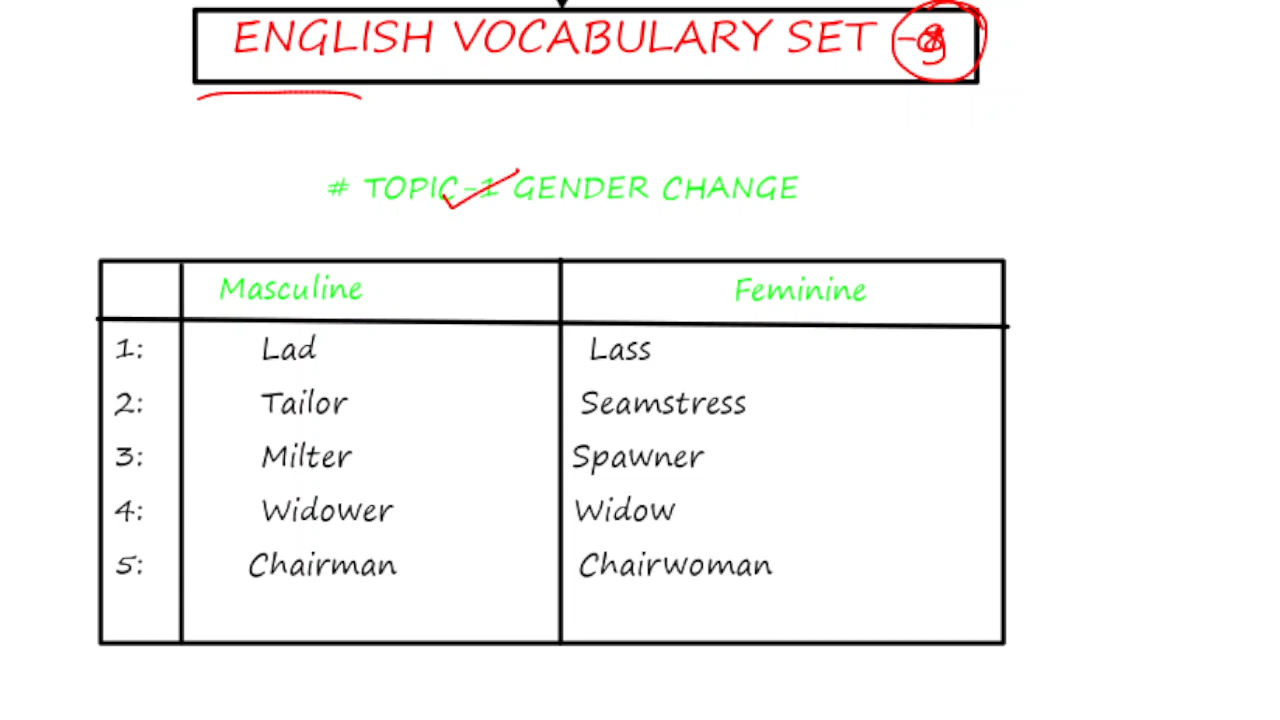 ENGLISH VOCABULARY SET -
# TOPIC-1 GENDER CHANGE
Masculine Feminine
1: Lad Lass
2: Tailor Seamstress
3: Milter Spawner
4: Widower Widow
5: Chairman Chairwoman